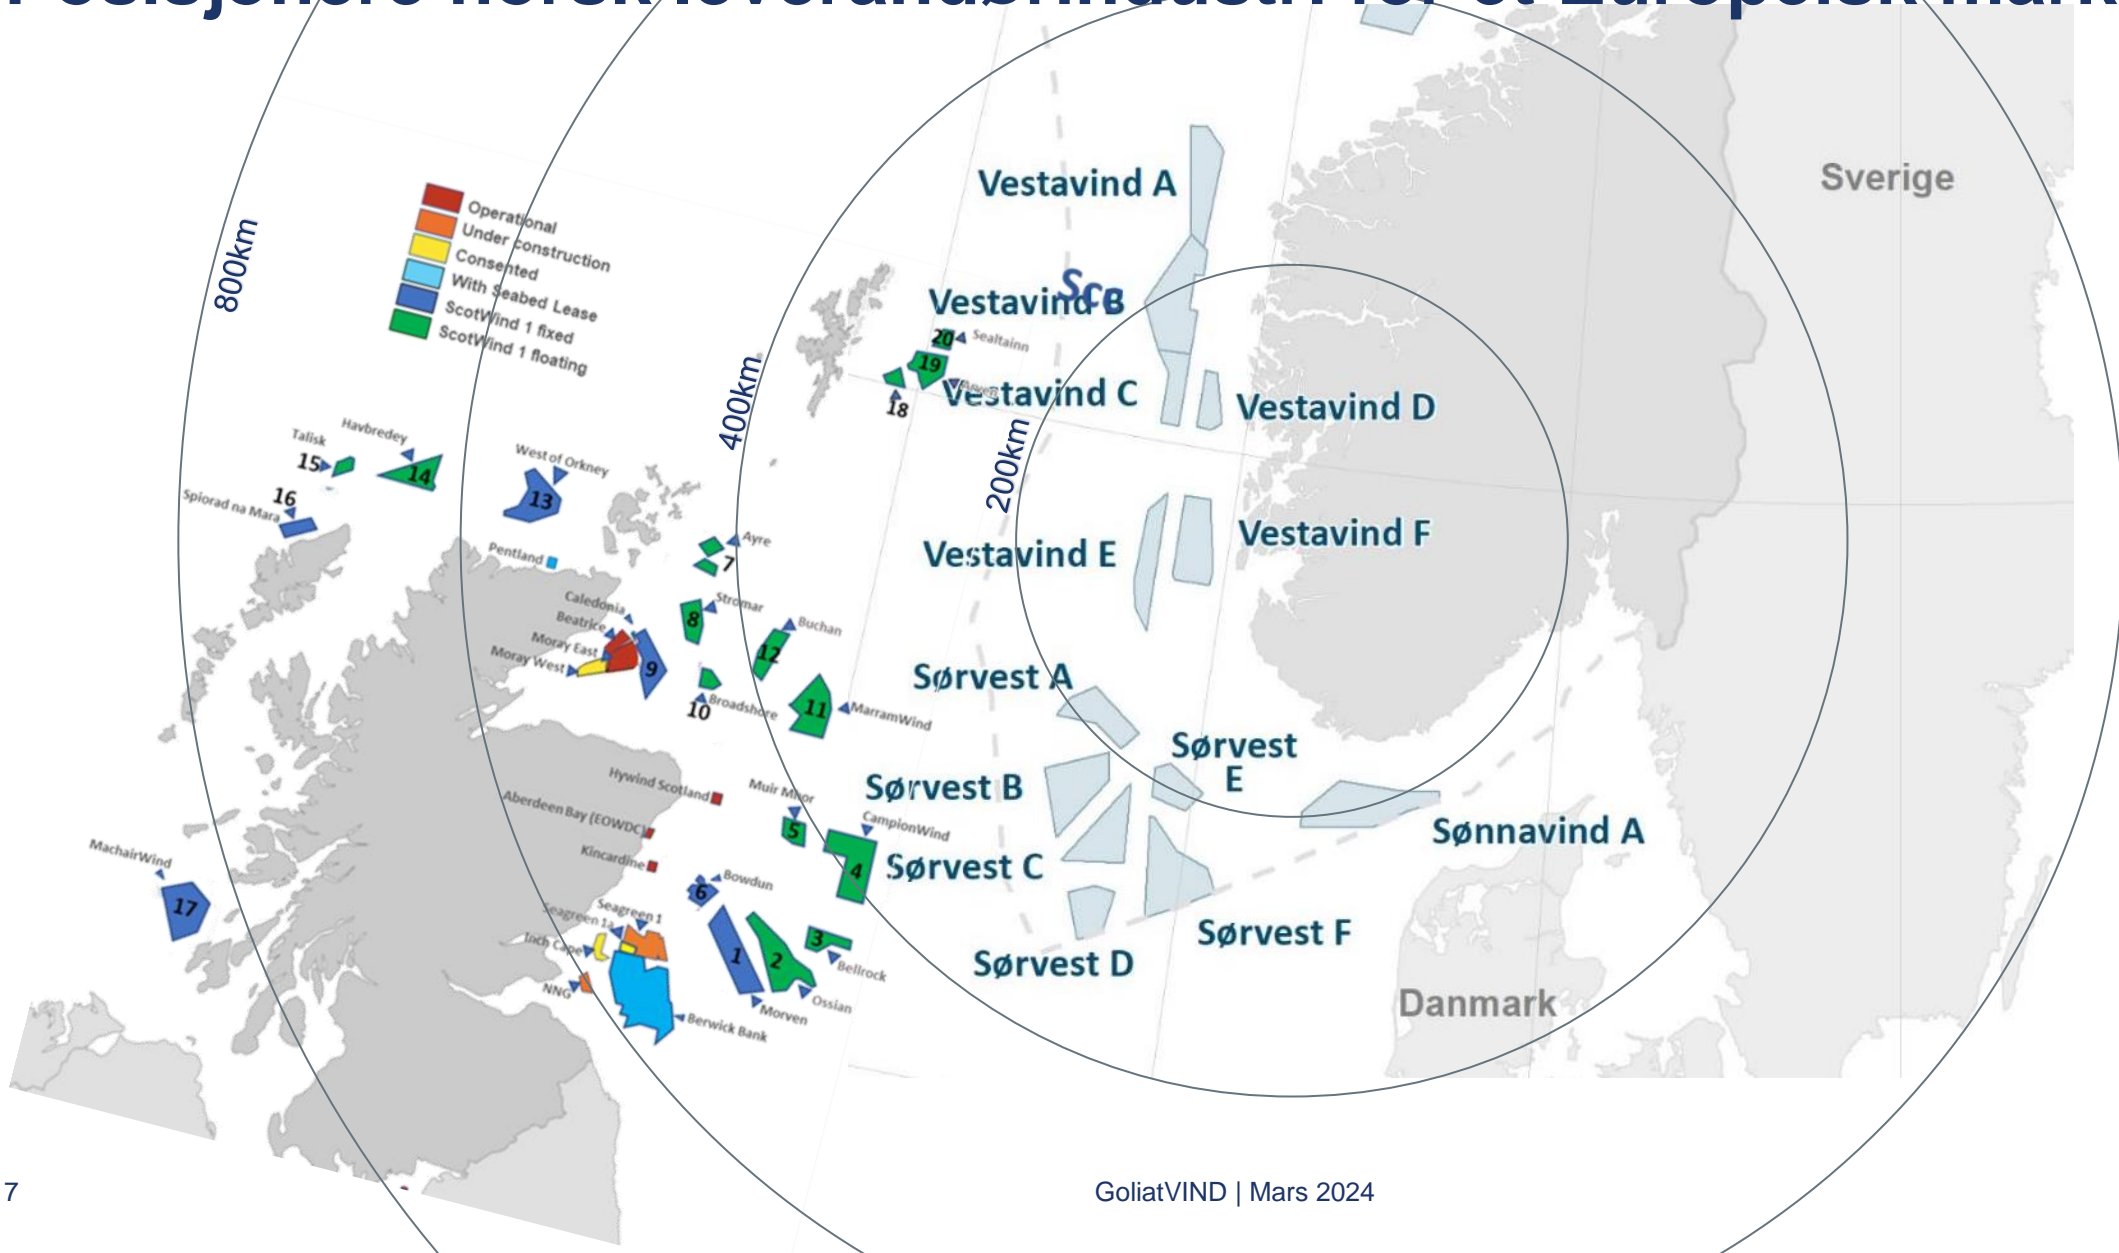 800km
400km
200km
Operational
Under construction
Consented
With Seabed Lease
ScotWind 1 fixed
ScotWind 1 floating
Vestavind A
Vestavind B
Vestavind C
Vestavind D
Vestavind E
Vestavind F
Sverige
20
Sealtainn
19
18
Talisk
15
Havbredey
14
West of Orkney
13
16
Spiorad na Mara
Pentland
Ayre
7
Caledonia
Beatrice
Moray East
Moray West
9
Stromar
8
Buchan
12
11
MarramWind
10
Broadshore
Sørvest A
Sørvest B
Sørvest C
Sørvest D
Sørvest
E
Sørvest F
Sønnavind A
Danmark
Hywind Scotland
Aberdeen Bay (EOWDC)
Kincardine
Muir Mhor
5
CampionWind
4
MachairWind
17
6
Bowdun
Seagreen 1
Seagreen 1a
Inch Cape
NNG
1
2
3
Bellrock
Ossian
Morven
Berwick Bank
7
GoliatVIND | Mars 2024